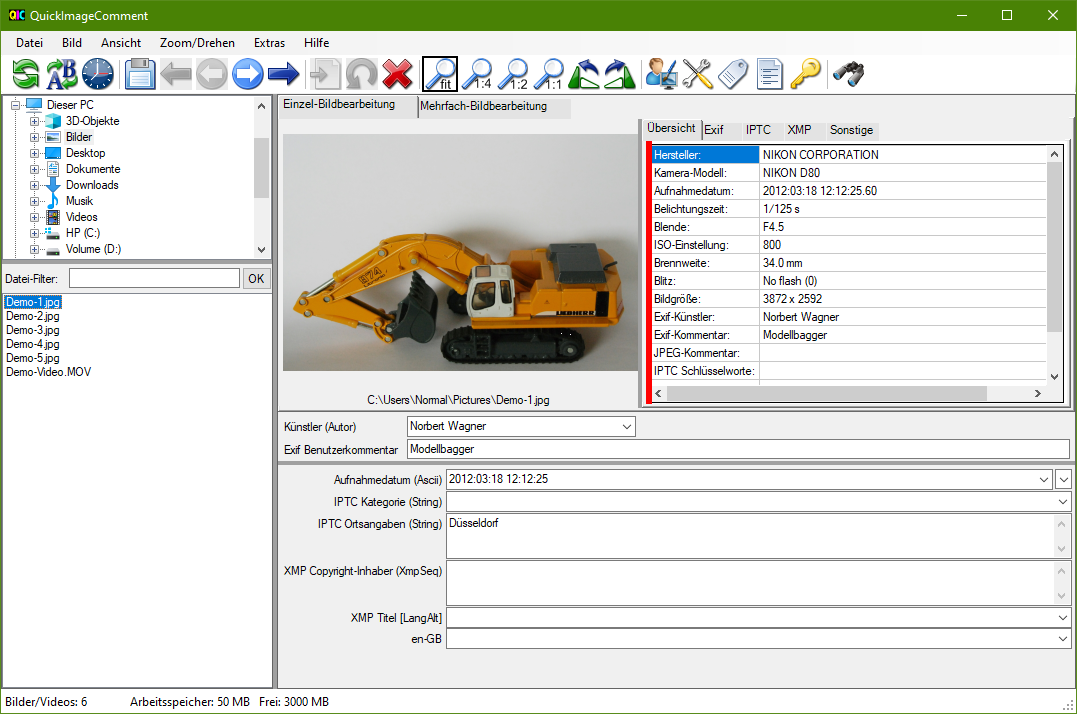 QuickImageComment
Datei Bild Ansicht Zoom/Drehen Extras Hilfe
A B fit 1:4 1:2 1:1
Dieser PC
3D-Objekte
Bilder
Desktop
Dokumente
Downloads
Musik
Videos
HP (C:)
Volume (D:)
Datei-Filter: OK
Demo-1.jpg
Demo-2.jpg
Demo-3.jpg
Demo-4.jpg
Demo-5.jpg
Demo-Video.MOV
Einzel-Bildbearbeitung Mehrfach-Bildbearbeitung
974
LIEBHERR
C:\Users\Normal\Pictures\Demo-1.jpg
Übersicht Exif IPTC XMP Sonstige
Hersteller: NIKON CORPORATION
Kamera-Modell: NIKON D80
Aufnahmedatum: 2012:03:18 12:12:25.60
Belichtungszeit: 1/125 s
Blende: F4.5
ISO-Einstellung: 800
Brennweite: 34.0 mm
Blitz: No flash (0)
Bildgröße: 3872 x 2592
Exif-Künstler: Norbert Wagner
Exif-Kommentar: Modellbagger
JPEG-Kommentar:
IPTC Schlüsselworte:
Künstler (Autor) Norbert Wagner
Exif Benutzerkommentar Modellbagger
Aufnahmedatum (Ascii) 2012:03:18 12:12:25
IPTC Kategorie (String)
IPTC Ortsangaben (String) Düsseldorf
XMP Copyright-Inhaber (XmpSeq)
XMP Titel [LangAlt]
en-GB
Bilder/Videos: 6 Arbeitsspeicher: 50 MB Frei: 3000 MB